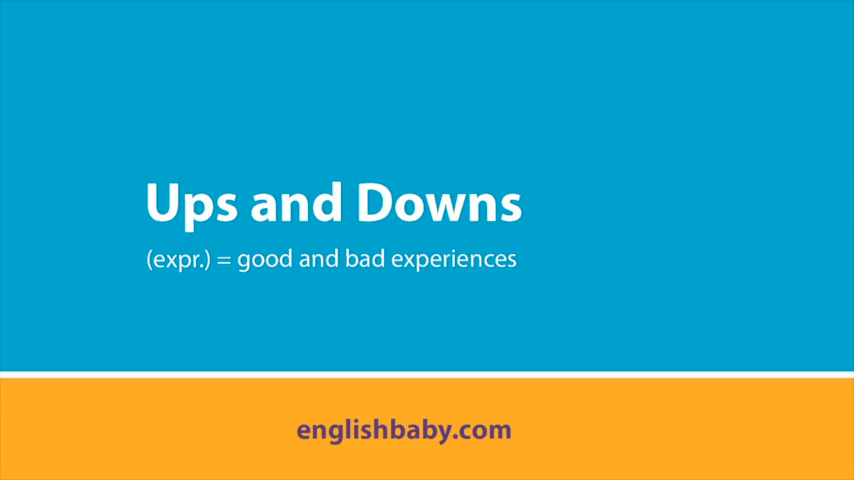 Ups and Downs
(expr.) = good and bad experiences
englishbaby.com